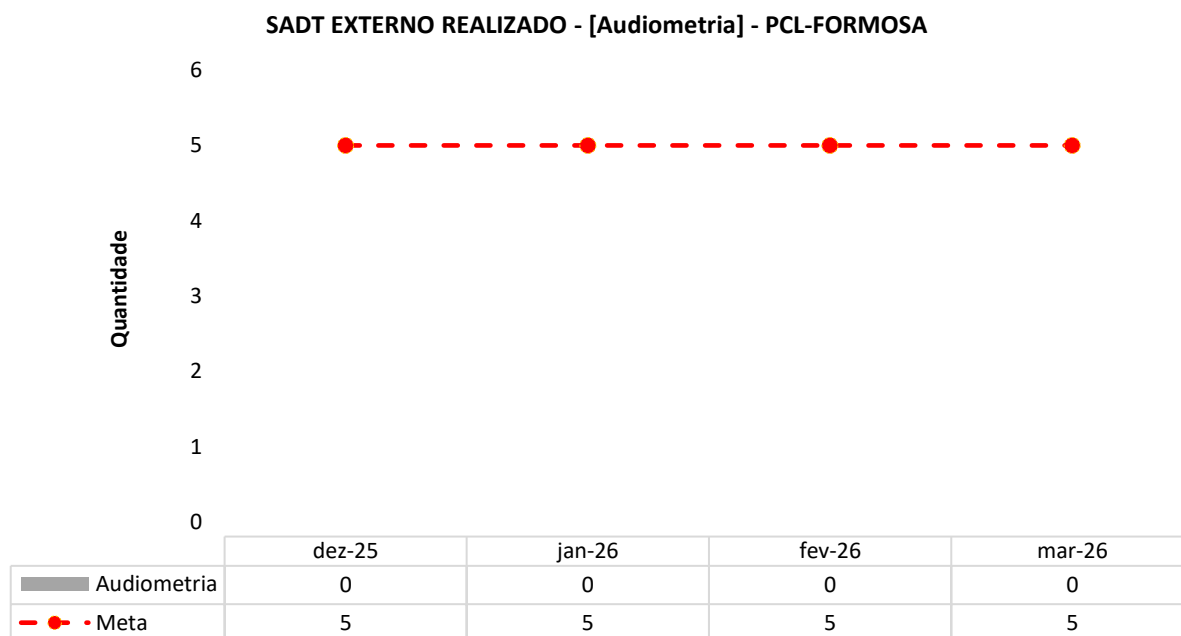 SADT EXTERNO REALIZADO - [Audiometria] - PCL-FORMOSA
6
5
4
3
2
1
0
Quantidade
dez-25 jan-26 fev-26 mar-26
Audiometria 0 0 0 0
Meta 5 5 5 5